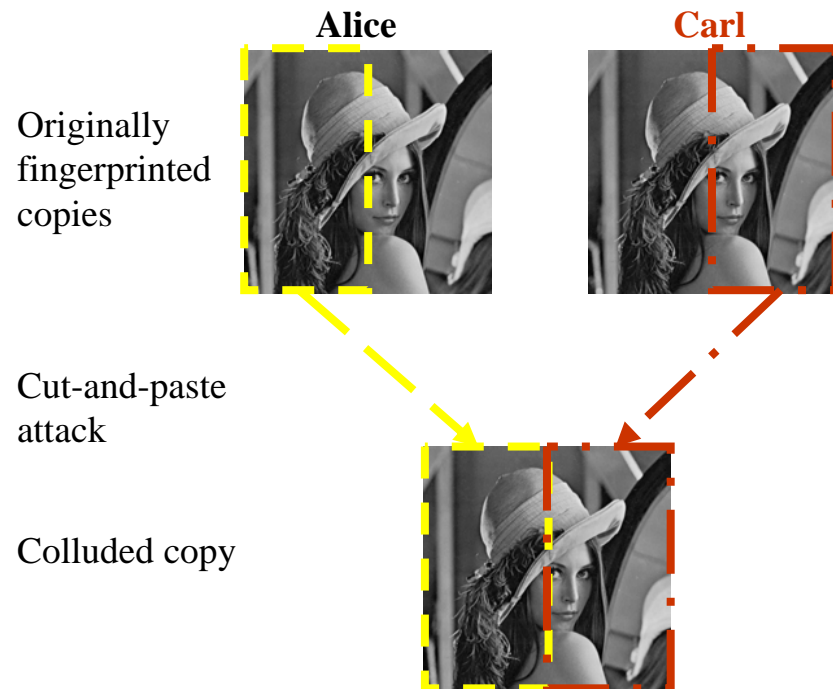 Alice
Carl
Originally
fingerprinted
copies
Cut-and-paste
attack
Colluded copy